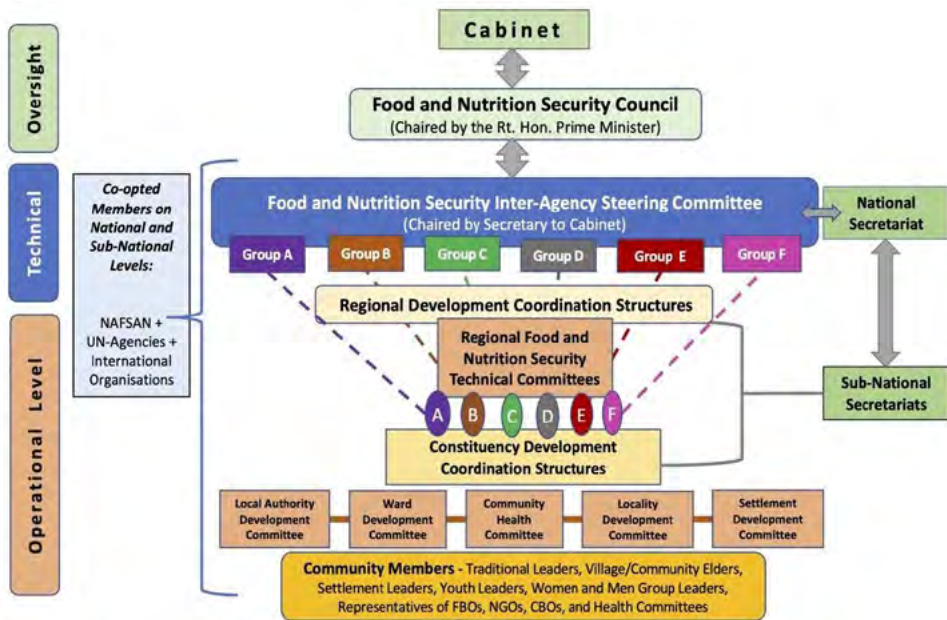 Oversight
Technical
Operational Level
Cabinet
Food and Nutrition Security Council
(Chaired by the Rt. Hon. Prime Minister)
Co-opted
Members on
National and
Sub-National
Levels:
NAFSAN +
UN-Agencies +
International
Organisations
Food and Nutrition Security Inter-Agency Steering Committee
(Chaired by Secretary to Cabinet)
National
Secretariat
Group A
Group B
Group C
Group D
Group E
Group F
Regional Development Coordination Structures
Regional Food and
Nutrition Security
Technical Committees
A
B
C
D
E
F
Sub-National
Secretariats
Constituency Development
Coordination Structures
Local Authority
Development
Committee
Ward
Development
Committee
Community
Health
Committee
Locality
Development
Committee
Settlement
Development
Committee
Community Members - Traditional Leaders, Village/Community Elders,
Settlement Leaders, Youth Leaders, Women and Men Group Leaders,
Representatives of FBOs, NGOs, CBOs, and Health Committees